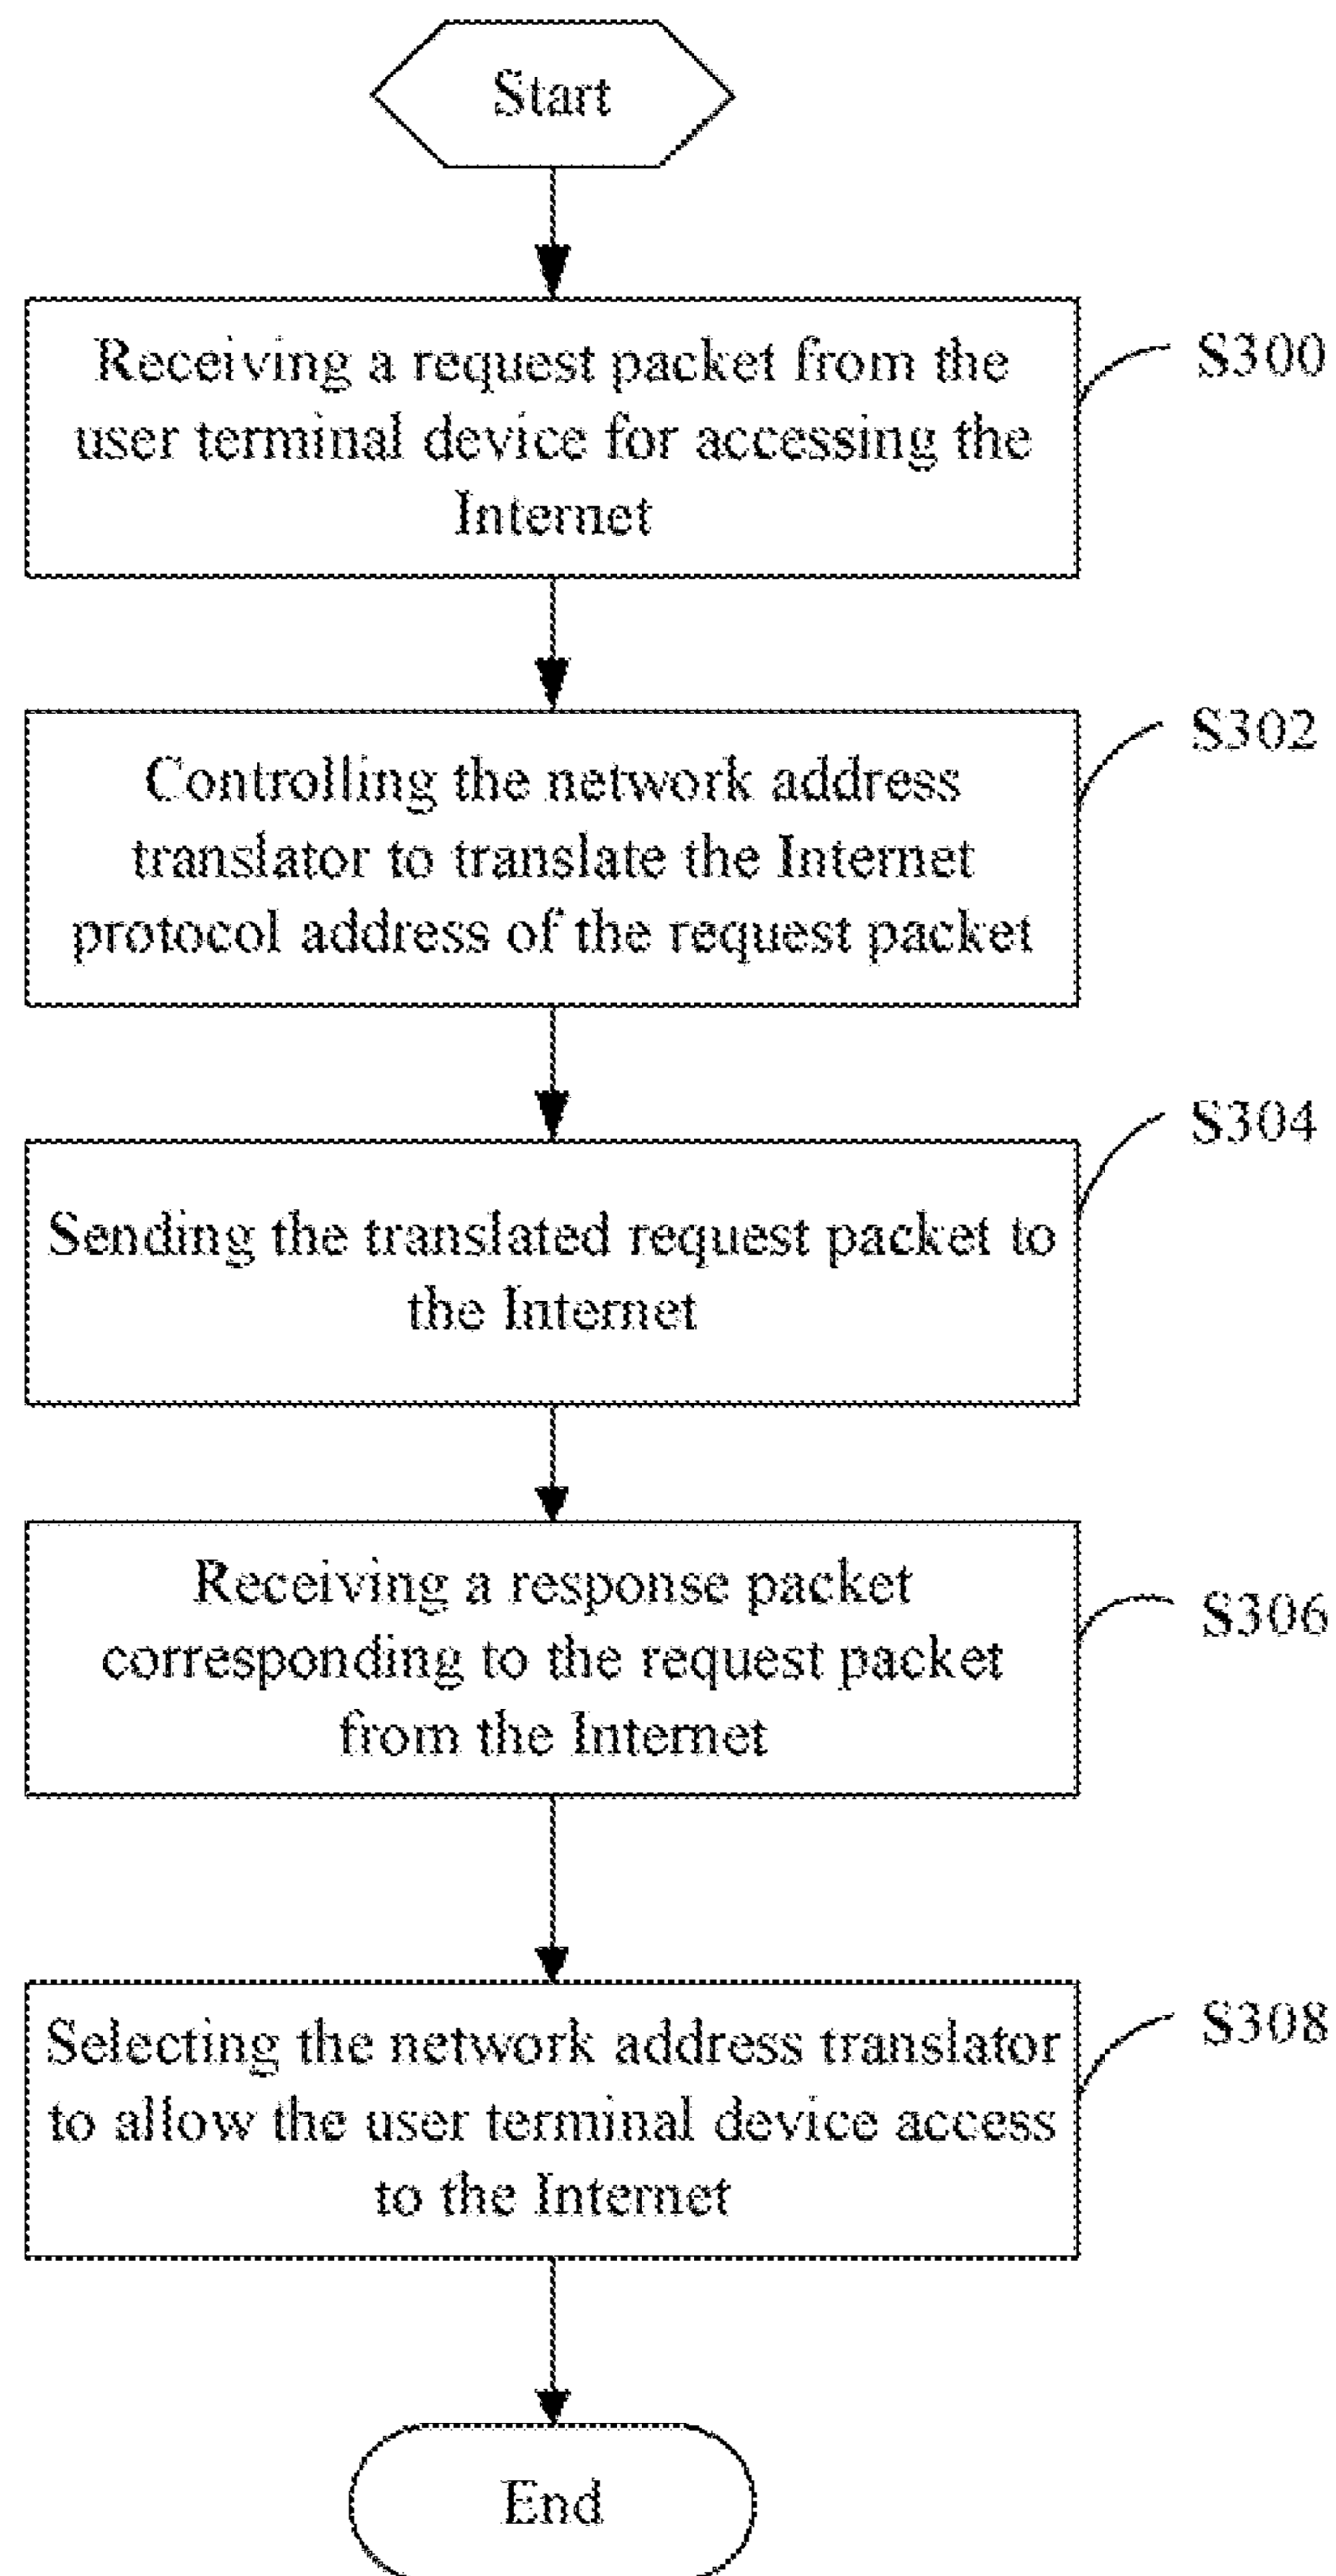 Start
Receiving a request packet from the
user terminal device for accessing the
Internet
S300
Controlling the network address
translator to translate the Internet
protocol address of the request packet
S302
Sending the translated request packet to
the Internet
S304
Receiving a response packet
corresponding to the request packet
from the Internet
S306
Selecting the network address translator
to allow the user terminal device access
to the Internet
S308
End